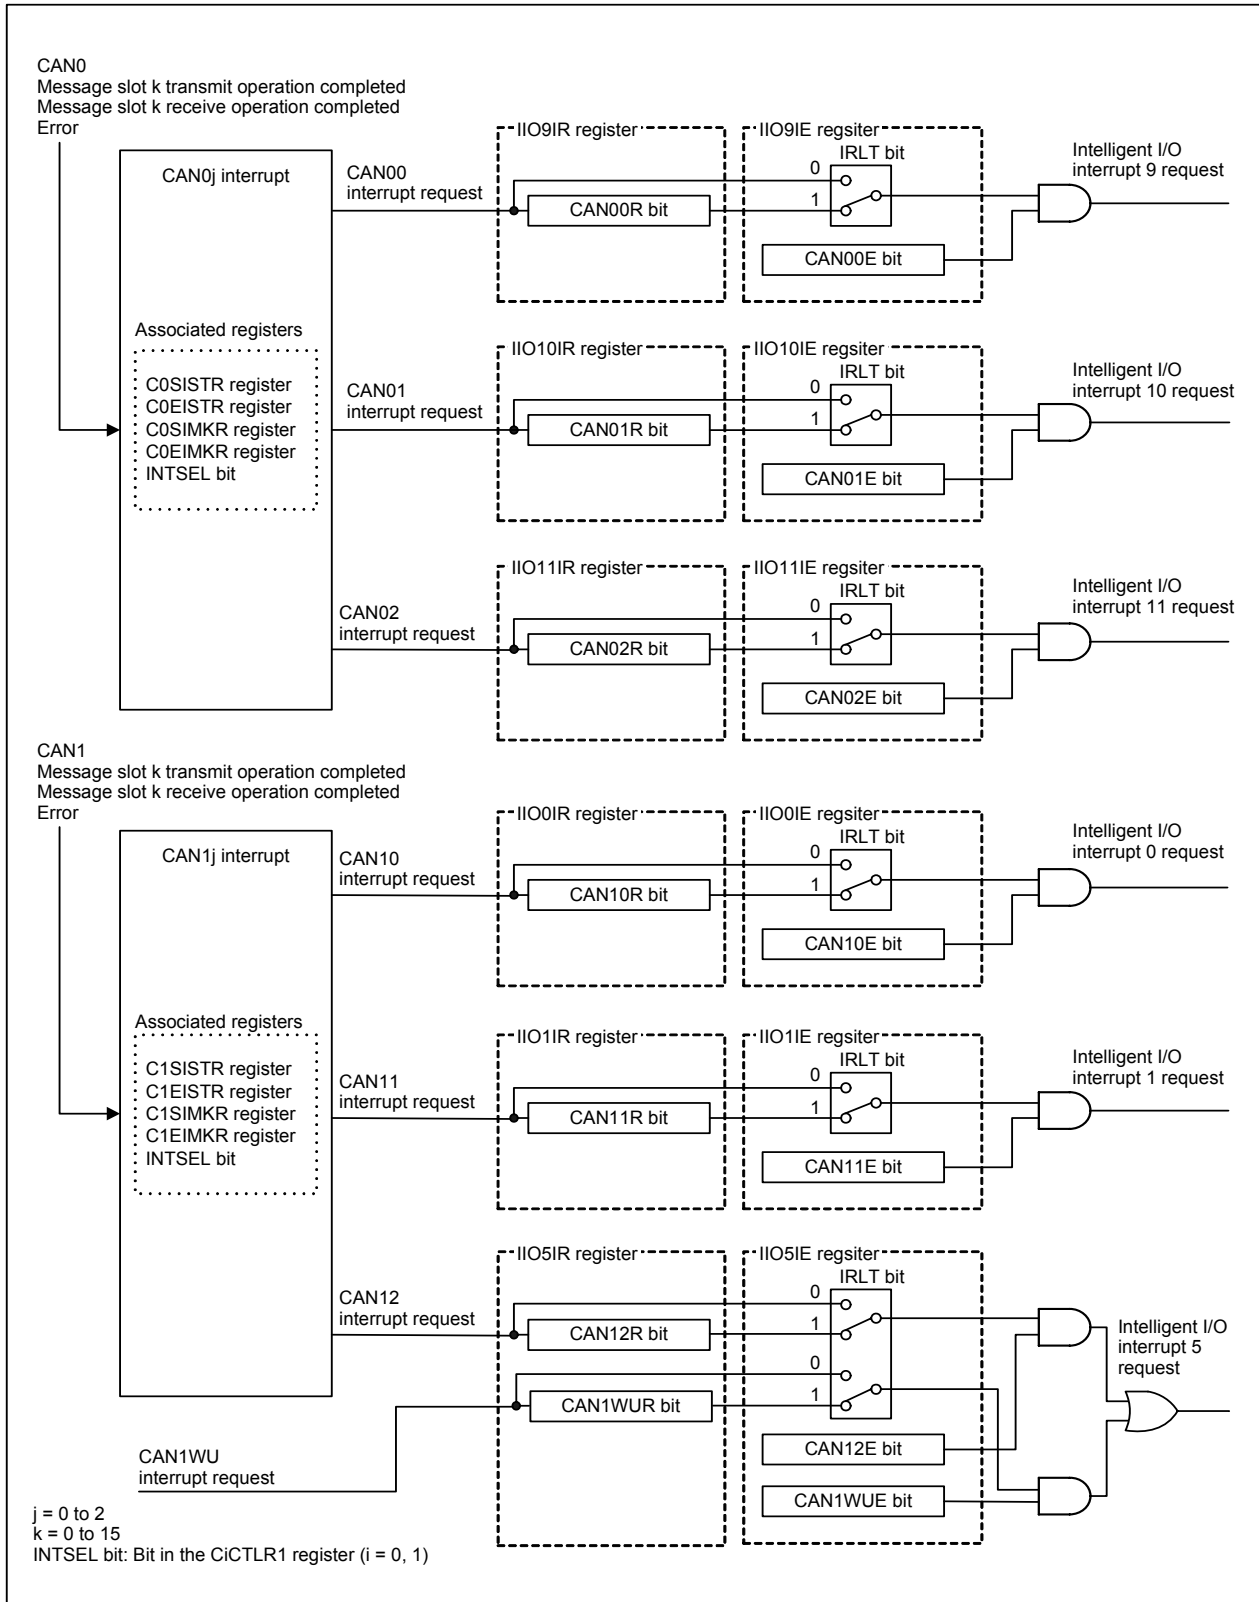 CAN0
Message slot k transmit operation completed
Message slot k receive operation completed
Error
CAN0j interrupt
Associated registers
C0SISTR register
C0EISTR register
C0SIMKR register
C0EIMKR register
INTSEL bit
CAN00
interrupt request
IIO9IR register
CAN00R bit
IIO9IE regsiter
IRLT bit
0
1
CAN00E bit
Intelligent I/O
interrupt 9 request
CAN01
interrupt request
IIO10IR register
CAN01R bit
IIO10IE regsiter
IRLT bit
0
1
CAN01E bit
Intelligent I/O
interrupt 10 request
CAN02
interrupt request
IIO11IR register
CAN02R bit
IIO11IE regsiter
IRLT bit
0
1
CAN02E bit
Intelligent I/O
interrupt 11 request
CAN1
Message slot k transmit operation completed
Message slot k receive operation completed
Error
CAN1j interrupt
Associated registers
C1SISTR register
C1EISTR register
C1SIMKR register
C1EIMKR register
INTSEL bit
CAN10
interrupt request
IIO0IR register
CAN10R bit
IIO0IE regsiter
IRLT bit
0
1
CAN10E bit
Intelligent I/O
interrupt 0 request
CAN11
interrupt request
IIO1IR register
CAN11R bit
IIO1IE regsiter
IRLT bit
0
1
CAN11E bit
Intelligent I/O
interrupt 1 request
CAN12
interrupt request
IIO5IR register
CAN12R bit
CAN1WUR bit
IIO5IE regsiter
IRLT bit
0
1
0
1
CAN12E bit
CAN1WUE bit
Intelligent I/O
interrupt 5
request
CAN1WU
interrupt request
j = 0 to 2
k = 0 to 15
INTSEL bit: Bit in the CiCTLR1 register (i = 0, 1)